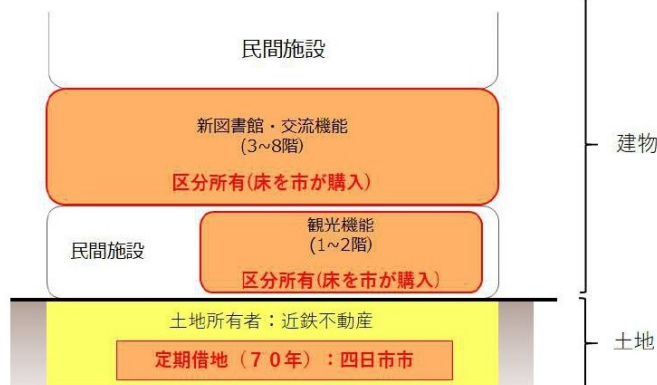 民間施設
新図書館・交流機能
(3~8階)
区分所有(床を市が購入)
建物
民間施設
観光機能
(1~2階)
区分所有(床を市が購入)
土地所有者：近鉄不動産
定期借地（７０年）：四日市市
土地